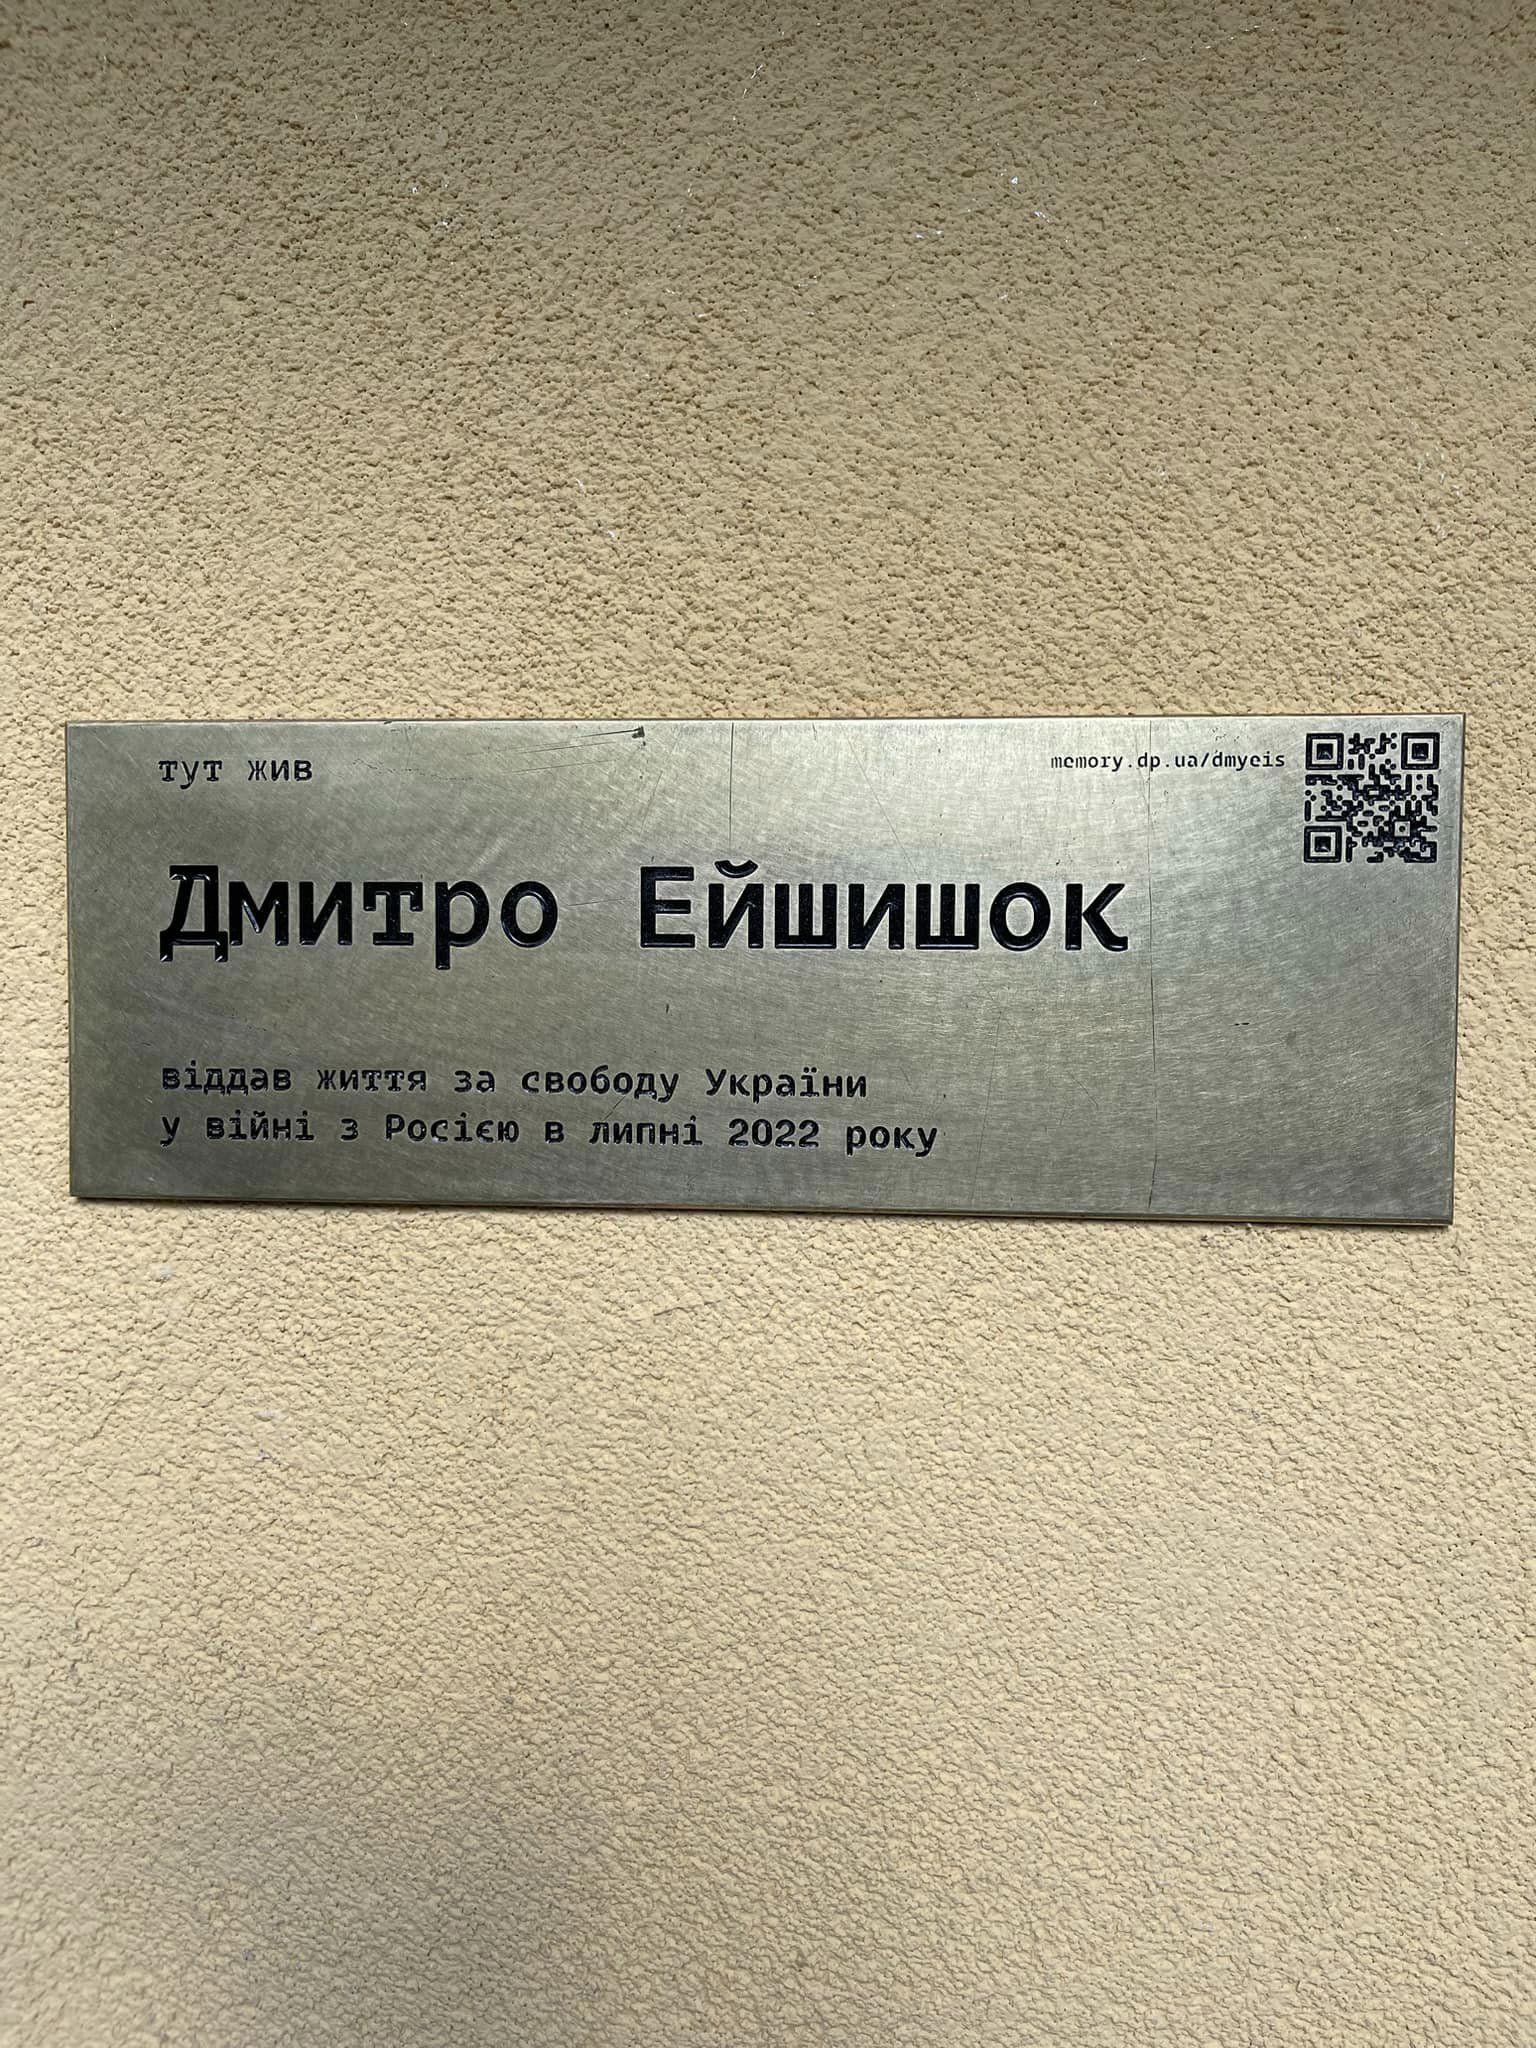 тут жив
memory.dp.ua/dmyeis
Дмитро Ейшишок
віддав життя за свободу України
у війні з Росією в липні 2022 року